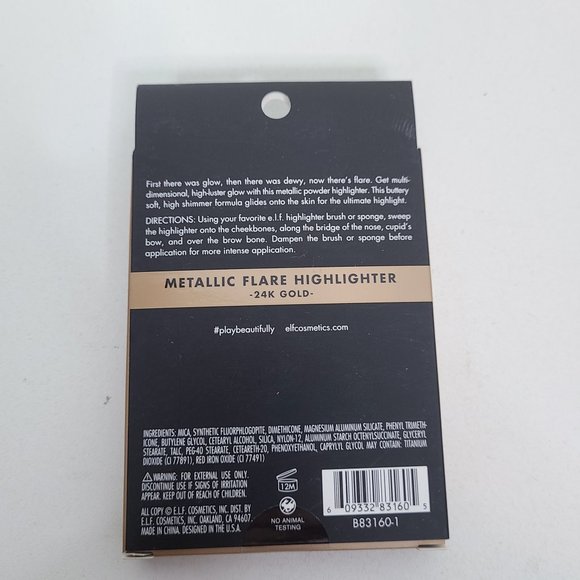 First there was glow, then there was dewy, now there's flare. Get multi-
dimensional, high-luster glow with this metallic powder highlighter. This buttery
soft, high shimmer formula glides onto the skin for the ultimate highlight.
DIRECTIONS: Using your favorite e.l.f. highlighter brush or sponge, sweep
the highlighter onto the cheekbones, along the bridge of the nose, cupid's
bow, and over the brow bone. Dampen the brush or sponge before
application for more intense application.
METALLIC FLARE HIGHLIGHTER
-24K GOLD-
#playbeautifully elfcosmetics.com
INGREDIENTS: MICA, SYNTHETIC FLUORPHLOGOPITE, DIMETHICONE, MAGNESIUM ALUMINUM SILICATE, PHENYL TRIMETH-
ICONE, BUTYLENE GLYCOL, CETEARYL ALCOHOL, SILICA, NYLON-12, ALUMINUM STARCH OCTENYLSUCCINATE, GLYCERYL
STEARATE, TALC, PEG-40 STEARATE, CETEARETH-20, PHENOXYETHANOL, CAPRYLYL GLYCOL MAY CONTAIN: TITANIUM
DIOXIDE (CI 77891), RED IRON OXIDE (CI 77491)
WARNING: FOR EXTERNAL USE ONLY.
DISCONTINUE USE IF SIGNS OF IRRITATION
APPEAR. KEEP OUT OF REACH OF CHILDREN.
ALL COPY © E.L.F. COSMETICS, INC. DIST. BY
E.L.F. COSMETICS, INC. OAKLAND, CA 94607.
MADE IN CHINA. DESIGNED IN THE U.S.A.
12M
NO ANIMAL
TESTING
6 09332 83160 5
B83160-1